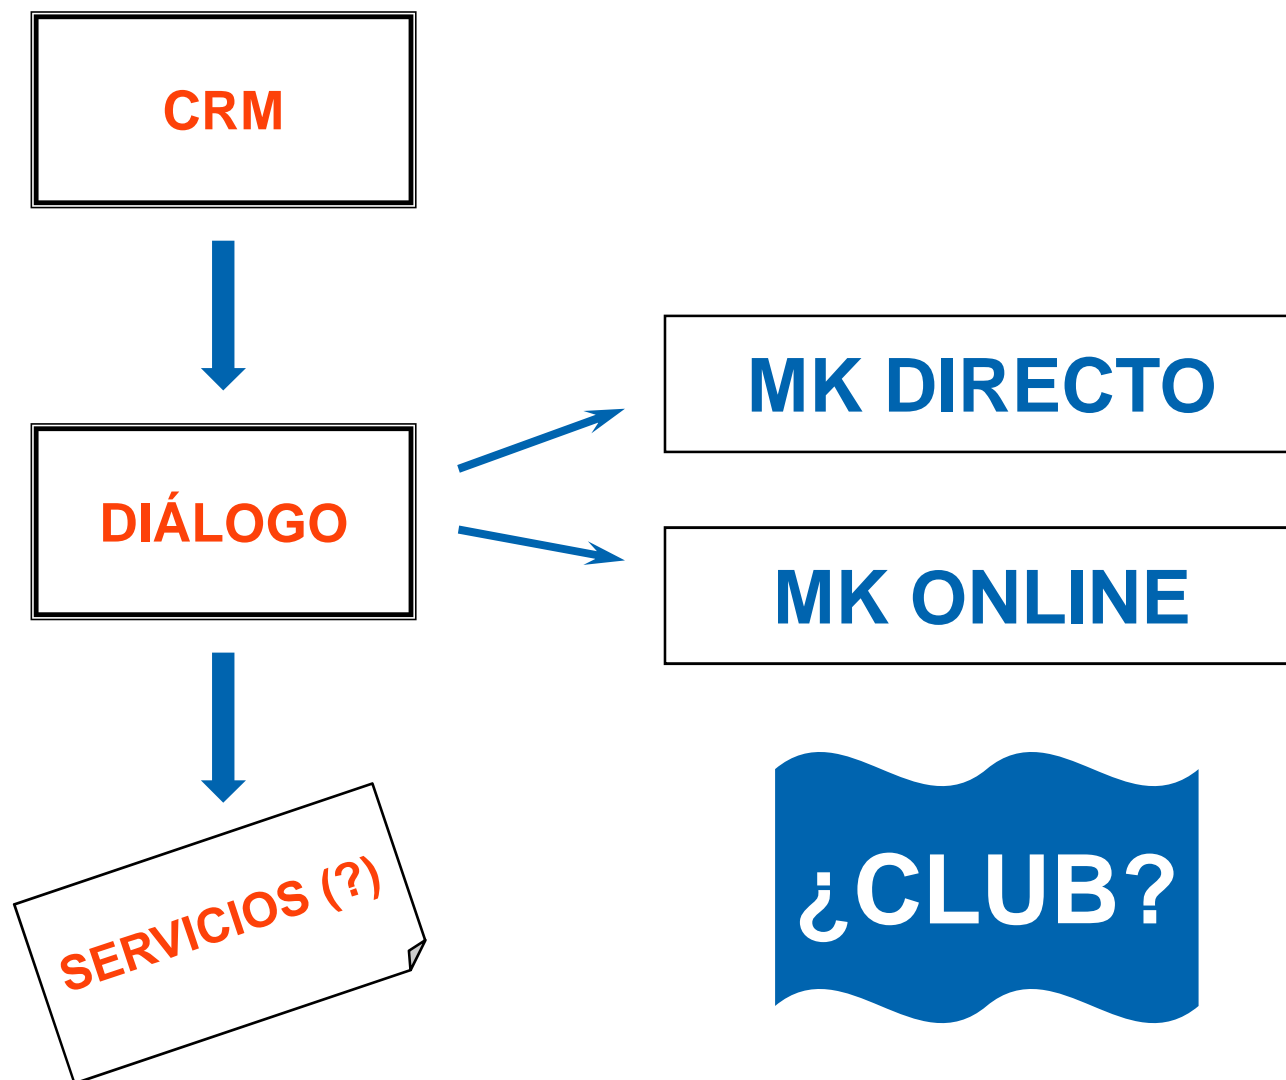 CRM
MK DIRECTO
DIÁLOGO
MK ONLINE
SERVICIOS (?)
¿CLUB?